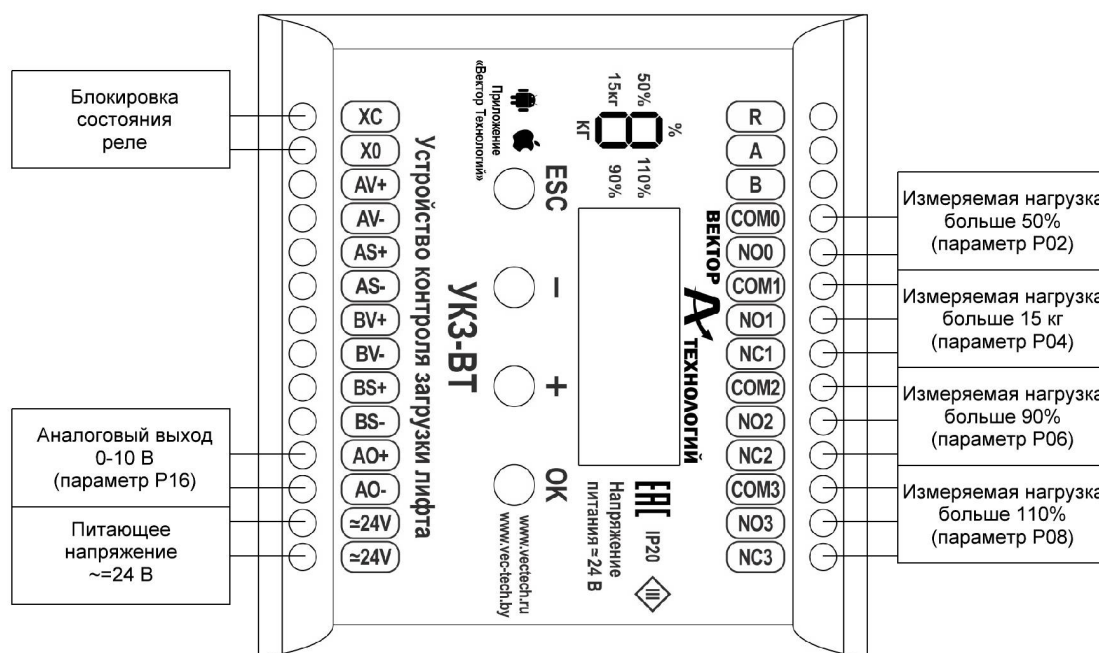 Блокировка
состояния
реле
Аналоговый выход
0-10 В
(параметр P16)
Питающее
напряжение
~=24 В
XC
X0
AV+
AV-
AS+
AS-
BV+
BV-
BS+
BS-
AO+
AO-
≃24V
≃24V
Устройство контроля загрузки лифта
УКЗ-ВТ
Приложение
«Вектор Технологий»
ESC
−
+
OK
www.vectech.ru
www.vec-tech.by
15кг
50%
КГ
8
%
90%
110%
ВЕКТОР
ТЕХНОЛОГИЙ
EAC
IP20
Напряжение
питания ≃ 24 В
R
A
B
COM0
NO0
COM1
NO1
NC1
COM2
NO2
NC2
COM3
NO3
NC3
Измеряемая нагрузка
больше 50%
(параметр P02)
Измеряемая нагрузка
больше 15 кг
(параметр P04)
Измеряемая нагрузка
больше 90%
(параметр P06)
Измеряемая нагрузка
больше 110%
(параметр P08)